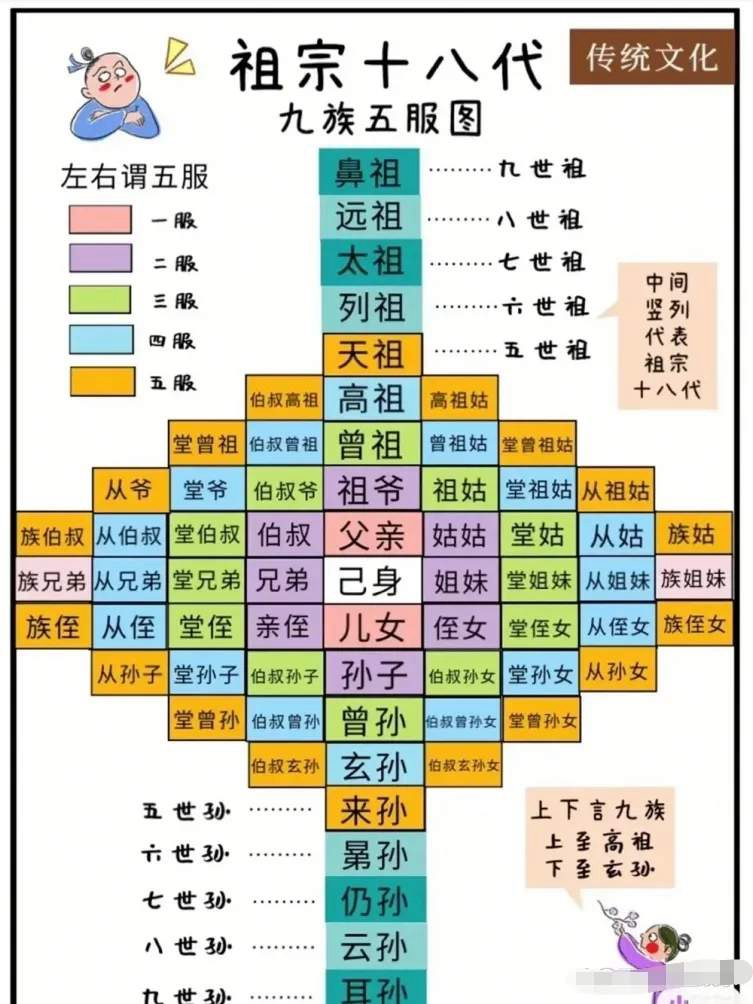 祖宗十八代
传统文化
九族五服图
左右谓五服
一服
二服
三服
四服
五服
鼻祖 九世祖
远祖 八世祖
太祖 七世祖
列祖 六世祖
天祖 五世祖
中间
竖列
代表
祖宗
十八代
伯叔高祖 高祖 高祖姑
堂曾祖 伯叔曾祖 曾祖 曾祖姑 堂曾祖姑
从爷 堂爷 伯叔爷 祖爷 祖姑 堂祖姑 从祖姑
族伯叔 从伯叔 堂伯叔 伯叔 父亲 姑姑 堂姑 从姑 族姑
族兄弟 从兄弟 堂兄弟 兄弟 己身 姐妹 堂姐妹 从姐妹 族姐妹
族侄 从侄 堂侄 亲侄 儿女 侄女 堂侄女 从侄女 族侄女
从孙子 堂孙子 伯叔孙子 孙子 伯叔孙女 堂孙女 从孙女
堂曾孙 伯叔曾孙 曾孙 伯叔曾孙女 堂曾孙女
伯叔玄孙 玄孙 伯叔玄孙女
五世孙 来孙
六世孙 晜孙
七世孙 仍孙
八世孙 云孙
九世孙 耳孙
上下言九族
上至高祖
下至玄孙